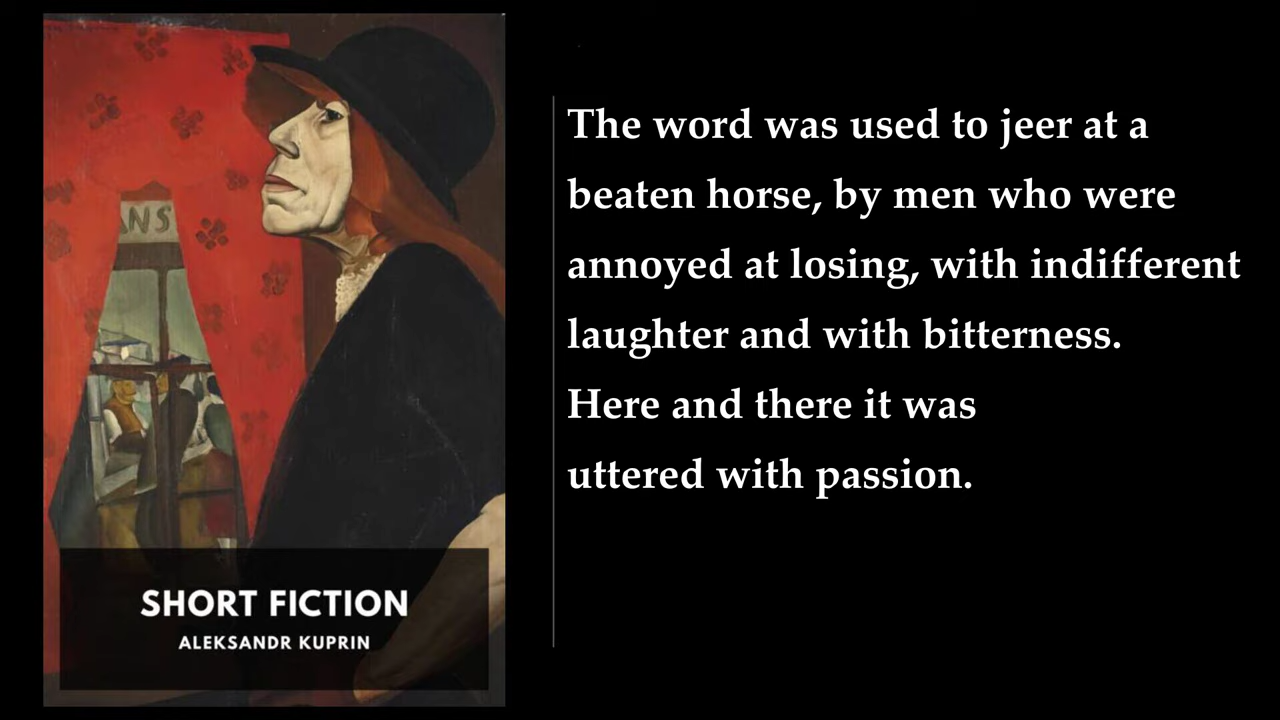 ANS
SHORT FICTION
ALEKSANDR KUPRIN
The word was used to jeer at a
beaten horse, by men who were
annoyed at losing, with indifferent
laughter and with bitterness.
Here and there it was
uttered with passion.